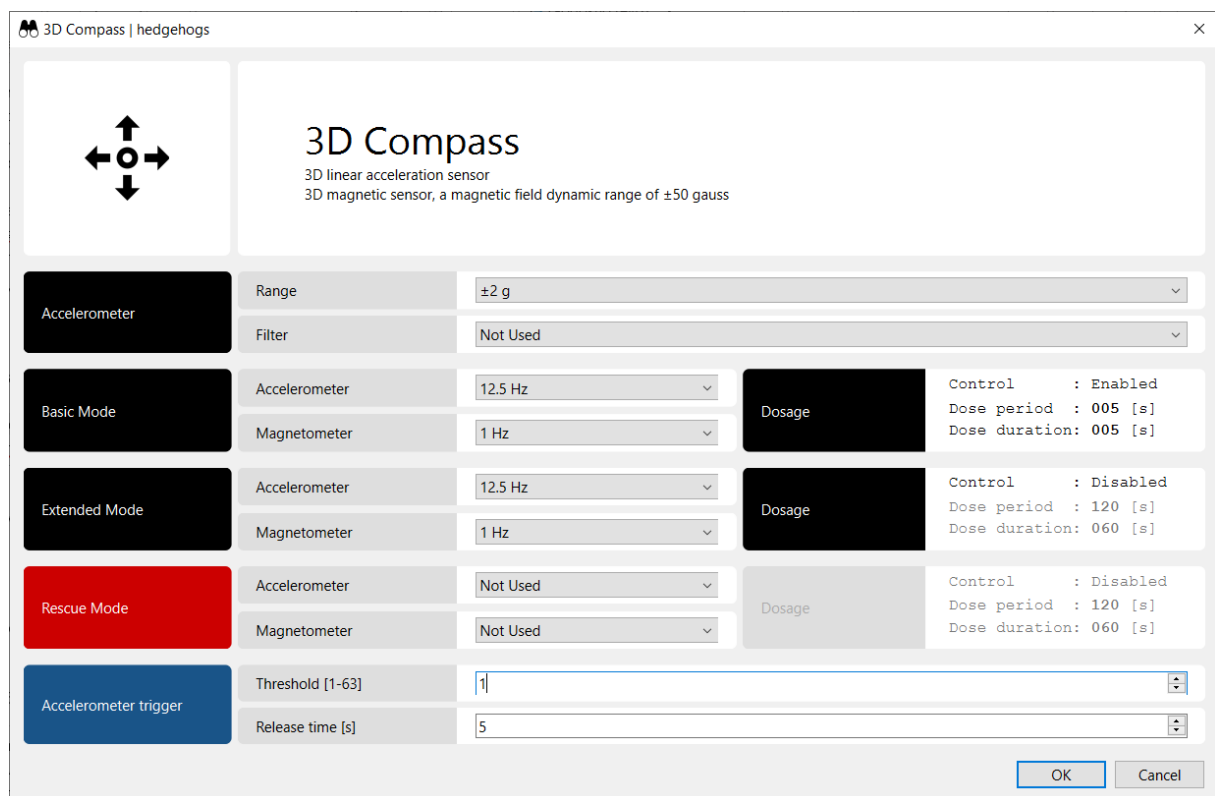 3D Compass | hedgehogs
3D Compass
3D linear acceleration sensor
3D magnetic sensor, a magnetic field dynamic range of ±50 gauss
Accelerometer
Range
±2 g
Filter
Not Used
Basic Mode
Accelerometer
12.5 Hz
Magnetometer
1 Hz
Dosage
Control : Enabled
Dose period : 005 [s]
Dose duration: 005 [s]
Extended Mode
Accelerometer
12.5 Hz
Magnetometer
1 Hz
Dosage
Control : Disabled
Dose period : 120 [s]
Dose duration: 060 [s]
Rescue Mode
Accelerometer
Not Used
Magnetometer
Not Used
Dosage
Control : Disabled
Dose period : 120 [s]
Dose duration: 060 [s]
Accelerometer trigger
Threshold [1-63]
1
Release time [s]
5
OK
Cancel